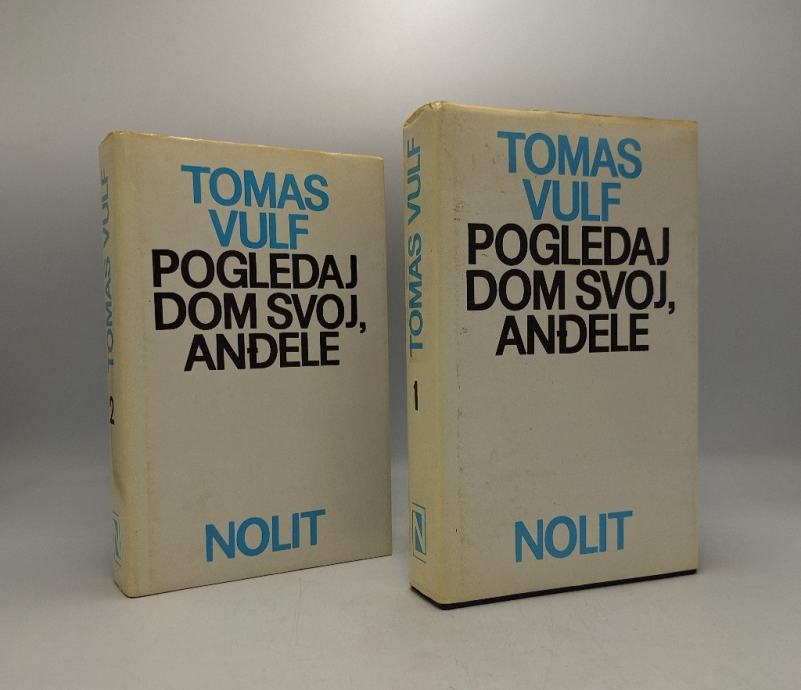 TOMAS VULF
2
TOMAS
VULF
POGLEDAJ
DOM SVOJ,
ANĐELE
NOLIT
TOMAS VULF
1
N
TOMAS
VULF
POGLEDAJ
DOM SVOJ,
ANĐELE
NOLIT